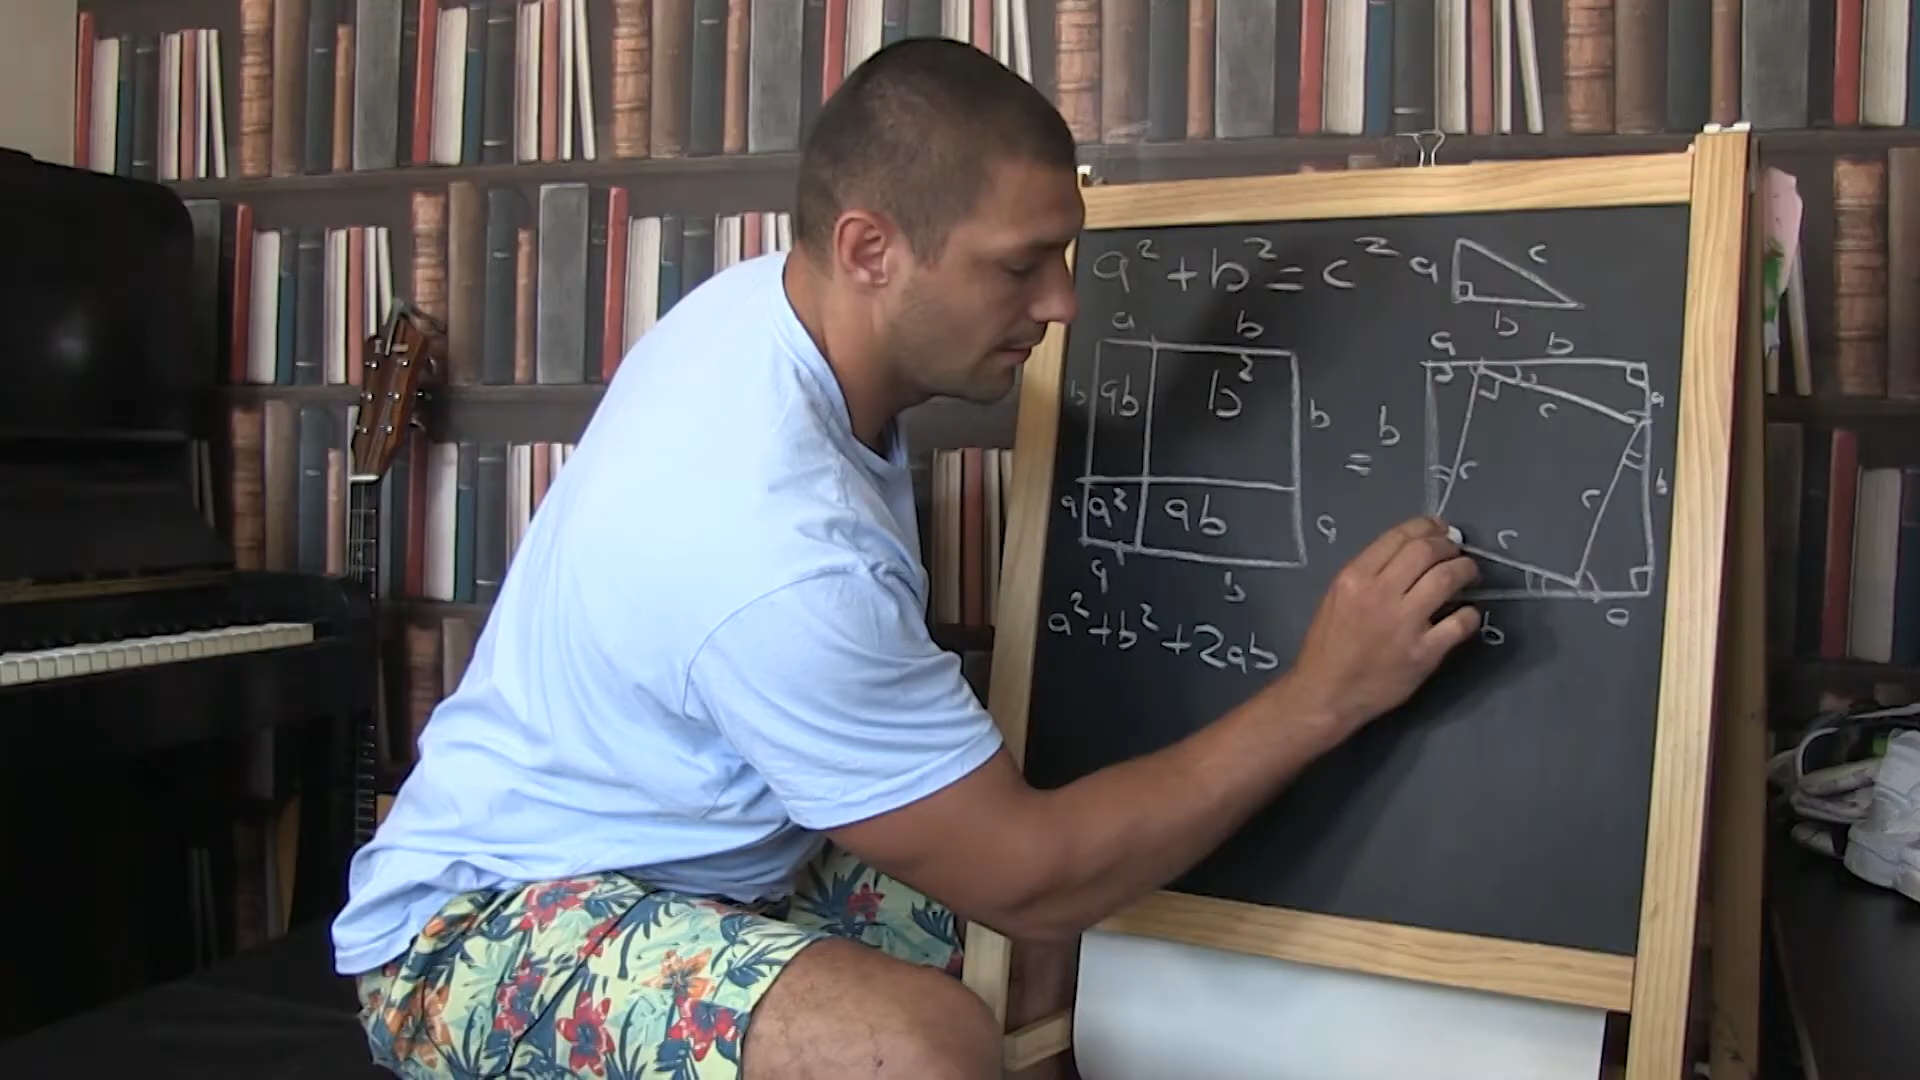 a² + b² = c²
a c
b
a b
b ab b² b
a a² ab a
a b
a² + b² + 2ab
=
a b
b c c a
c c b
b a